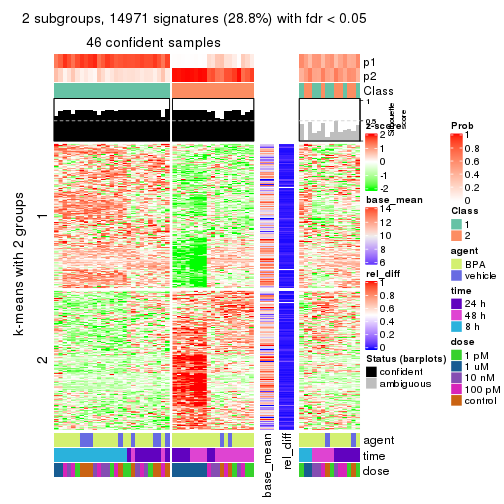 2 subgroups, 14971 signatures (28.8%) with fdr < 0.05
46 confident samples
p1
p2
Class
1
0.5
0
Silhouette
score
k-means with 2 groups
1
2
z-score
2
1
0
-1
-2
base_mean
14
12
10
8
6
rel_diff
1
0.8
0.6
0.4
0.2
0
Status (barplots)
confident
ambiguous
Prob
1
0.8
0.6
0.4
0.2
0
Class
1
2
agent
BPA
vehicle
time
24 h
48 h
8 h
dose
1 pM
1 uM
10 nM
100 pM
control
agent
time
dose
base_mean
rel_diff